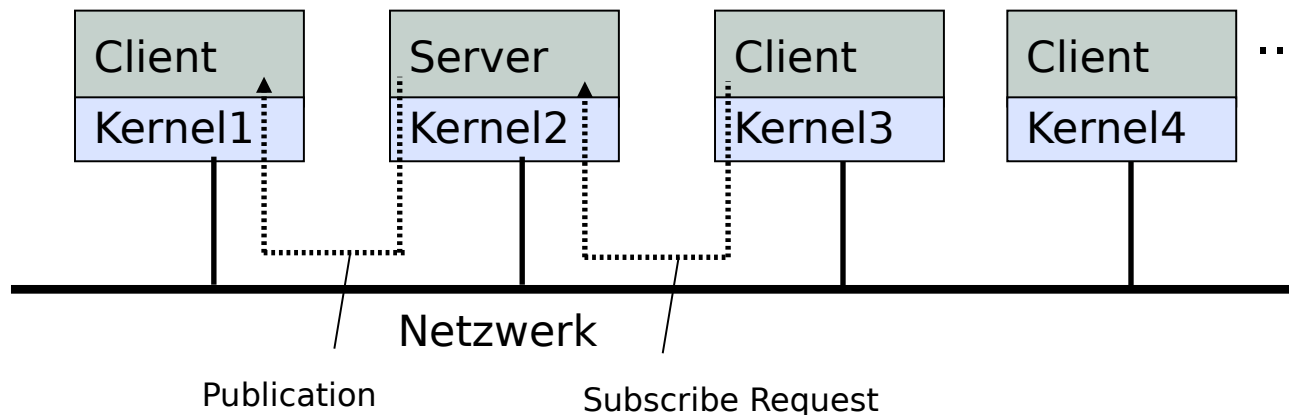 Client
Server
Client
Client
...
Kernel1
Kernel2
Kernel3
Kernel4
Netzwerk
Publication
Subscribe Request